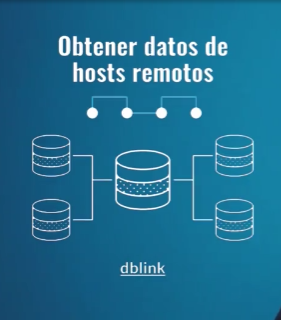 Obtener datos de
hosts remotos
dblink